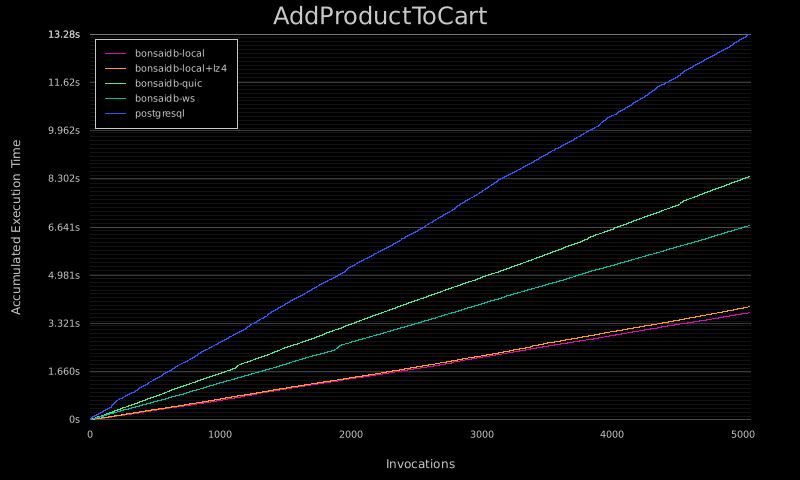 AddProductToCart
13.28s
11.62s
9.962s
8.302s
6.641s
4.981s
3.321s
1.660s
0s
bonsaidb-local
bonsaidb-local+lz4
bonsaidb-quic
bonsaidb-ws
postgresql
Accumulated Execution Time
0 1000 2000 3000 4000 5000
Invocations